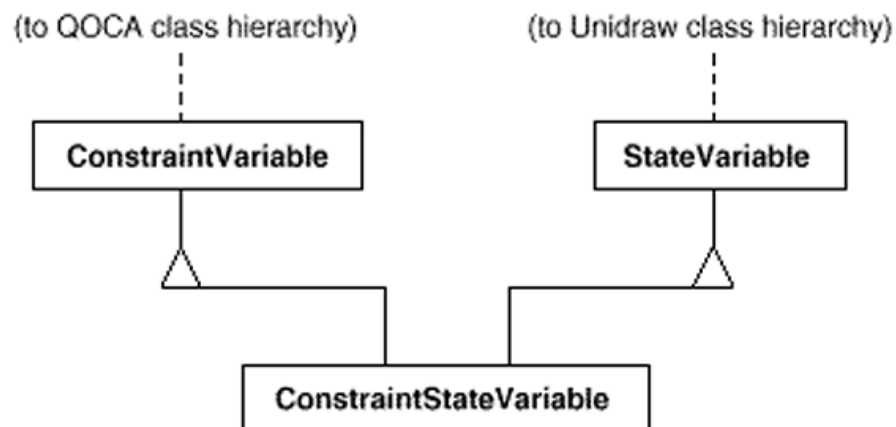 (to QOCA class hierarchy)
(to Unidraw class hierarchy)
ConstraintVariable
StateVariable
ConstraintStateVariable